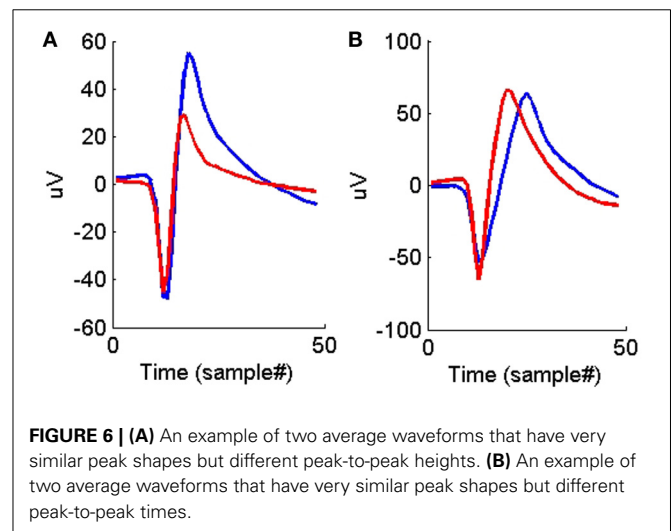 A
60
40
20
0
-20
-40
-60
uV
0
50
Time (sample#)
B
100
50
0
-50
-100
uV
0
50
Time (sample#)
FIGURE 6 | (A) An example of two average waveforms that have very
similar peak shapes but different peak-to-peak heights. (B) An example of
two average waveforms that have very similar peak shapes but different
peak-to-peak times.